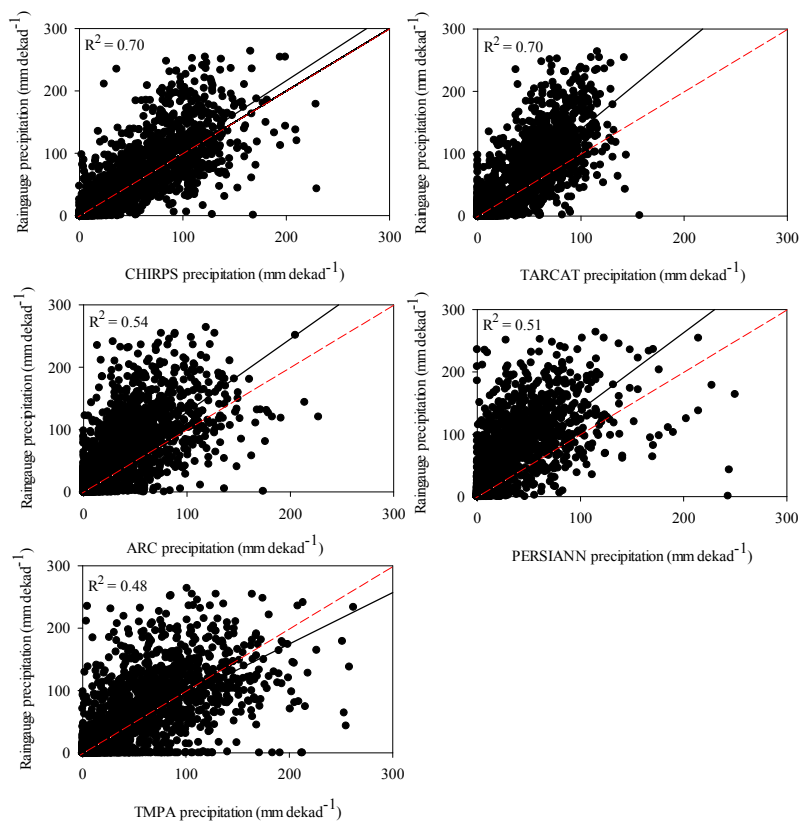 300
200
100
0
Raingauge precipitation (mm dekad-1)
R2 = 0.70
0 100 200 300
CHIRPS precipitation (mm dekad-1)
300
200
100
0
Raingauge precipitation (mm dekad-1)
R2 = 0.70
0 100 200 300
TARCAT precipitation (mm dekad-1)
300
200
100
0
Raingauge precipitation (mm dekad-1)
R2 = 0.54
0 100 200 300
ARC precipitation (mm dekad-1)
300
200
100
0
Raingauge precipitation (mm dekad-1)
R2 = 0.51
0 100 200 300
PERSIANN precipitation (mm dekad-1)
300
200
100
0
Raingauge precipitation (mm dekad-1)
R2 = 0.48
0 100 200 300
TMPA precipitation (mm dekad-1)